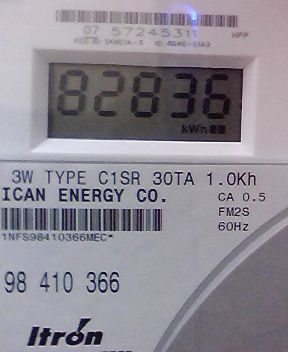 07 57245311
HPP
82836
kWh
3W TYPE C1SR 30TA 1.0Kh
ICAN ENERGY CO.
CA 0.5
FM2S
60Hz
1NFS98410366MEC*
98 410 366
Itron